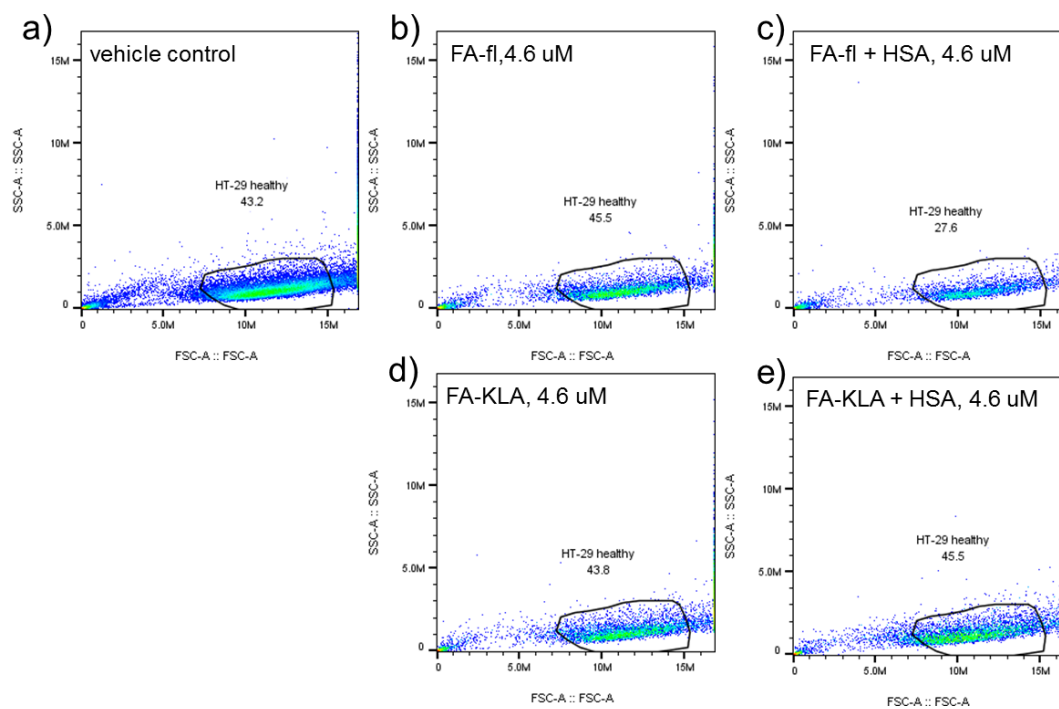 a)
vehicle control
15M
10M
5.0M
0
SSC-A :: SSC-A
HT-29 healthy
43.2
0 5.0M 10M 15M
FSC-A :: FSC-A
b)
FA-fl,4.6 uM
15M
10M
5.0M
0
SSC-A :: SSC-A
HT-29 healthy
45.5
0 5.0M 10M 15M
FSC-A :: FSC-A
c)
FA-fl + HSA, 4.6 uM
15M
10M
5.0M
0
SSC-A :: SSC-A
HT-29 healthy
27.6
0 5.0M 10M 15M
FSC-A :: FSC-A
d)
FA-KLA, 4.6 uM
15M
10M
5.0M
0
SSC-A :: SSC-A
HT-29 healthy
43.8
0 5.0M 10M 15M
FSC-A :: FSC-A
e)
FA-KLA + HSA, 4.6 uM
15M
10M
5.0M
0
SSC-A :: SSC-A
HT-29 healthy
45.5
0 5.0M 10M 15M
FSC-A :: FSC-A